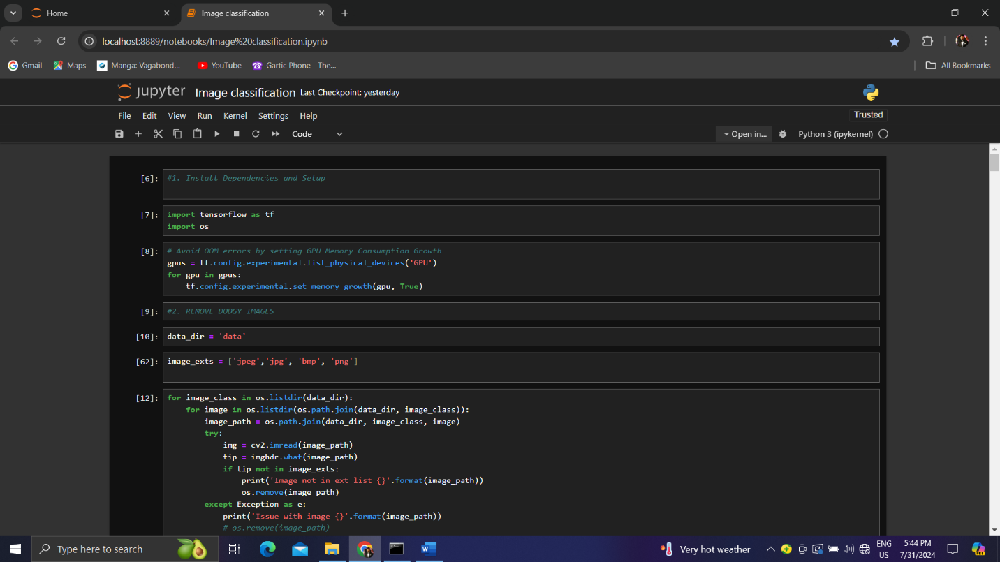 Home
Image classification
localhost:8889/notebooks/Image%20classification.ipynb
Gmail
Maps
Manga: Vagabond...
YouTube
Gartic Phone - The...
All Bookmarks
jupyter
Image classification
Last Checkpoint: yesterday
File Edit View Run Kernel Settings Help
Trusted
Code
Open in...
Python 3 (ipykernel)
[6]: #1. Install Dependencies and Setup
[7]: import tensorflow as tf
import os
[8]: # Avoid OOM errors by setting GPU Memory Consumption Growth
gpus = tf.config.experimental.list_physical_devices('GPU')
for gpu in gpus:
    tf.config.experimental.set_memory_growth(gpu, True)
[9]: #2. REMOVE DODGY IMAGES
[10]: data_dir = 'data'
[62]: image_exts = ['jpeg','jpg', 'bmp', 'png']
[12]: for image_class in os.listdir(data_dir):
    for image in os.listdir(os.path.join(data_dir, image_class)):
        image_path = os.path.join(data_dir, image_class, image)
        try:
            img = cv2.imread(image_path)
            tip = imghdr.what(image_path)
            if tip not in image_exts:
                print('Image not in ext list {}'.format(image_path))
                os.remove(image_path)
        except Exception as e:
            print('Issue with image {}'.format(image_path))
            # os.remove(image_path)
Type here to search
Very hot weather
ENG
US
5:44 PM
7/31/2024